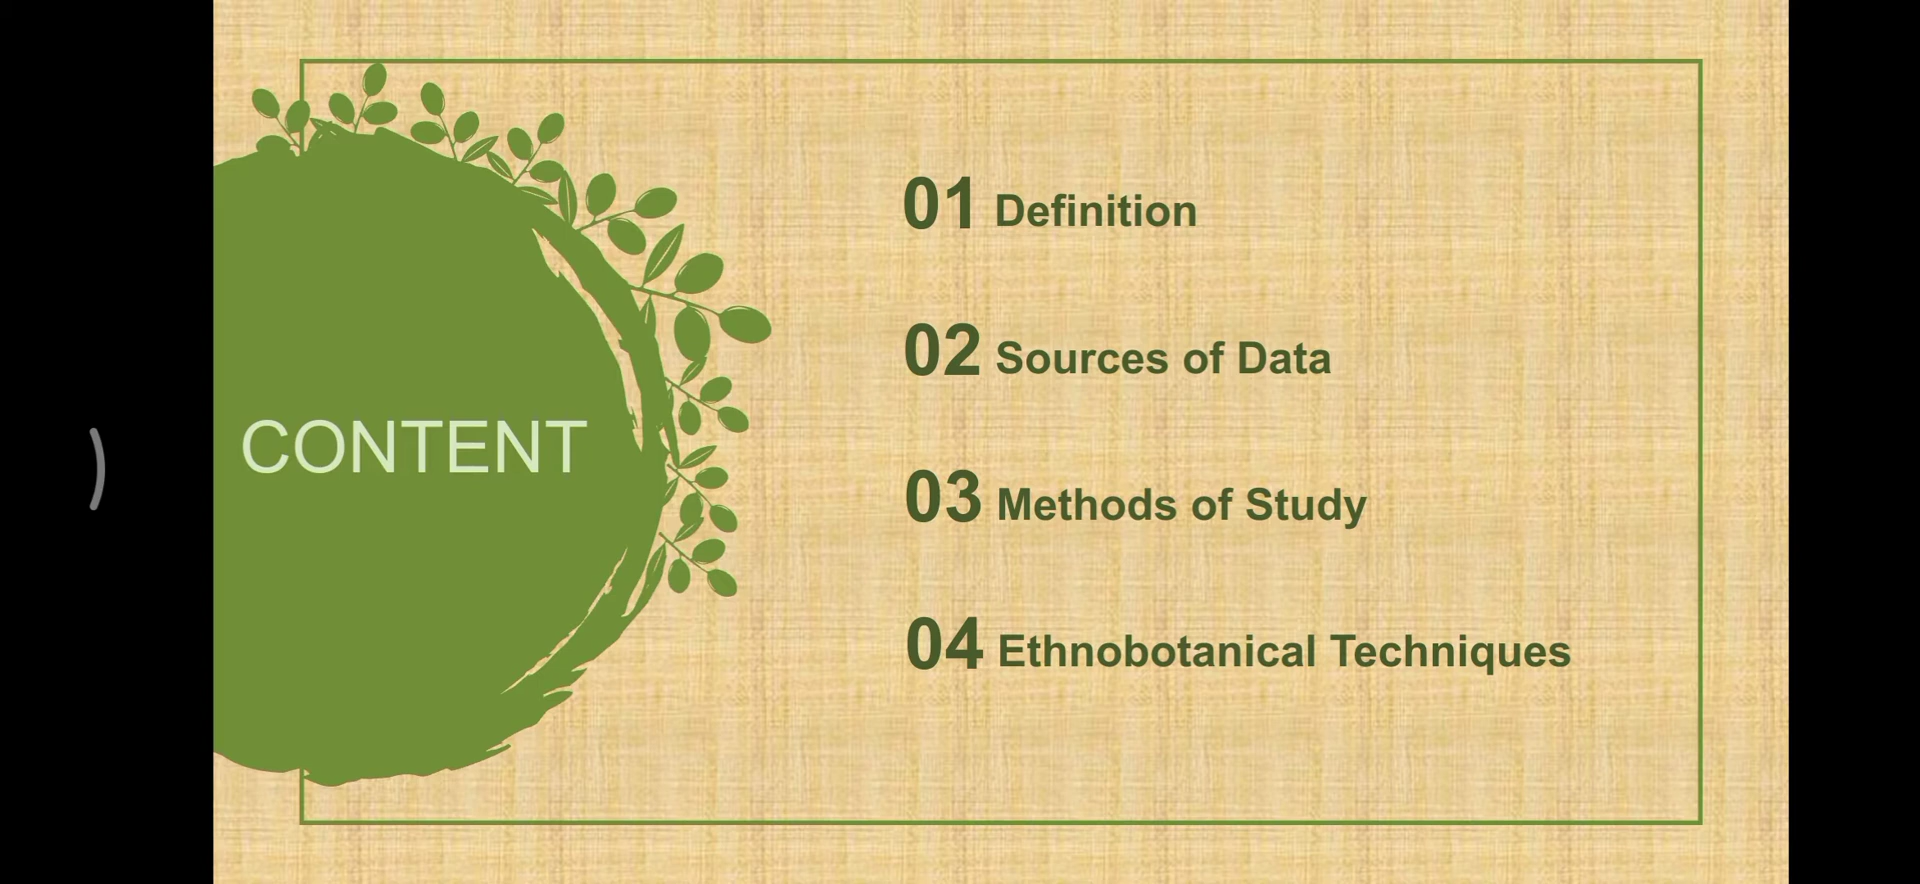 CONTENT
01 Definition
02 Sources of Data
03 Methods of Study
04 Ethnobotanical Techniques